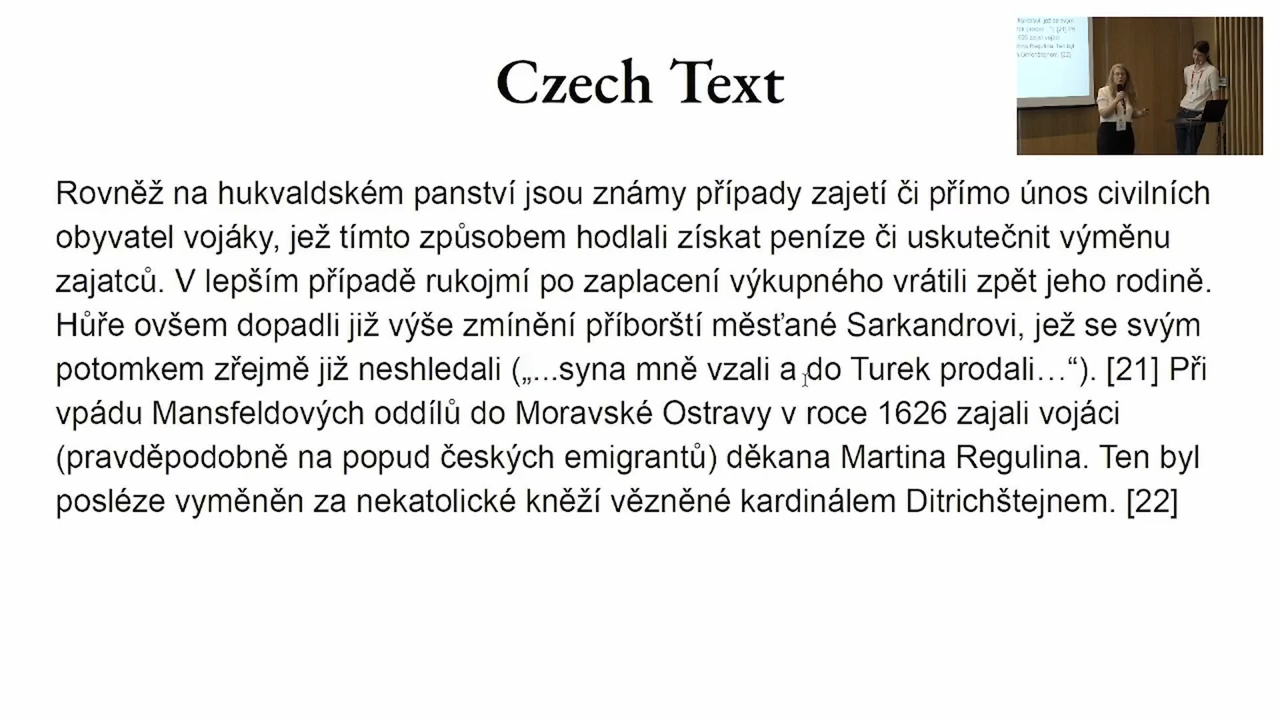 Czech Text
Rovněž na hukvaldském panství jsou známy případy zajetí či přímo únos civilních
obyvatel vojáky, jež tímto způsobem hodlali získat peníze či uskutečnit výměnu
zajatců. V lepším případě rukojmí po zaplacení výkupného vrátili zpět jeho rodině.
Hůře ovšem dopadli již výše zmínění příborští měšťané Sarkandrovi, jež se svým
potomkem zřejmě již neshledali („...syna mně vzali a do Turek prodali…“). [21] Při
vpádu Mansfeldových oddílů do Moravské Ostravy v roce 1626 zajali vojáci
(pravděpodobně na popud českých emigrantů) děkana Martina Regulina. Ten byl
posléze vyměněn za nekatolické kněží vězněné kardinálem Ditrichštejnem. [22]